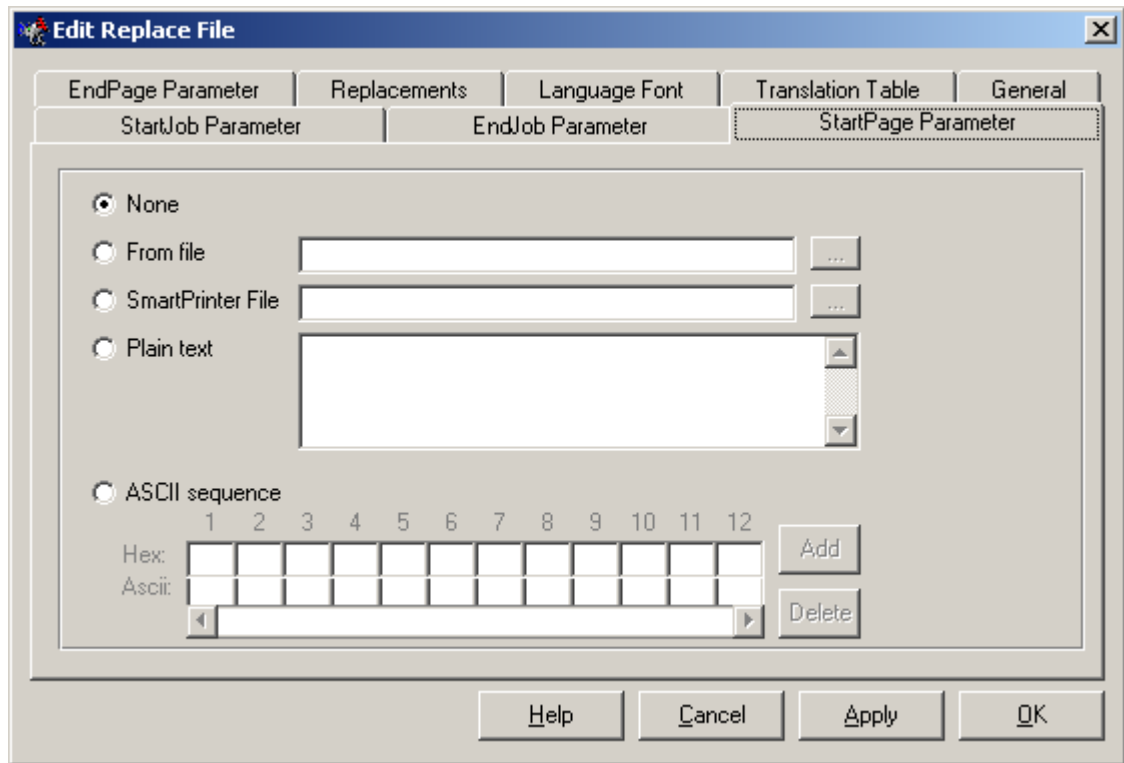 Edit Replace File
EndPage Parameter Replacements Language Font Translation Table General
StartJob Parameter EndJob Parameter StartPage Parameter
None
From file ...
SmartPrinter File ...
Plain text
ASCII sequence
1 2 3 4 5 6 7 8 9 10 11 12
Hex: Add
Ascii:
Delete
Help Cancel Apply OK